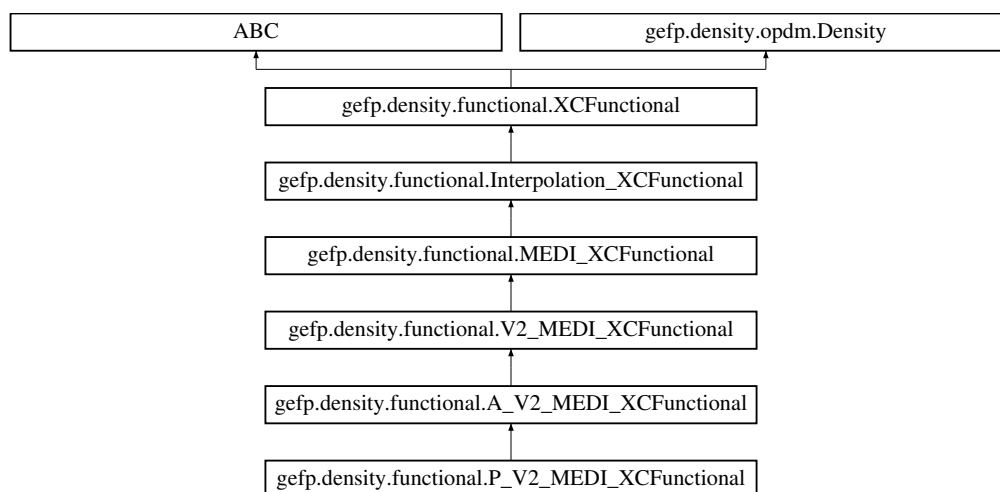 ABC
gefp.density.opdm.Density
gefp.density.functional.XCFunctional
gefp.density.functional.Interpolation_XCFunctional
gefp.density.functional.MEDI_XCFunctional
gefp.density.functional.V2_MEDI_XCFunctional
gefp.density.functional.A_V2_MEDI_XCFunctional
gefp.density.functional.P_V2_MEDI_XCFunctional